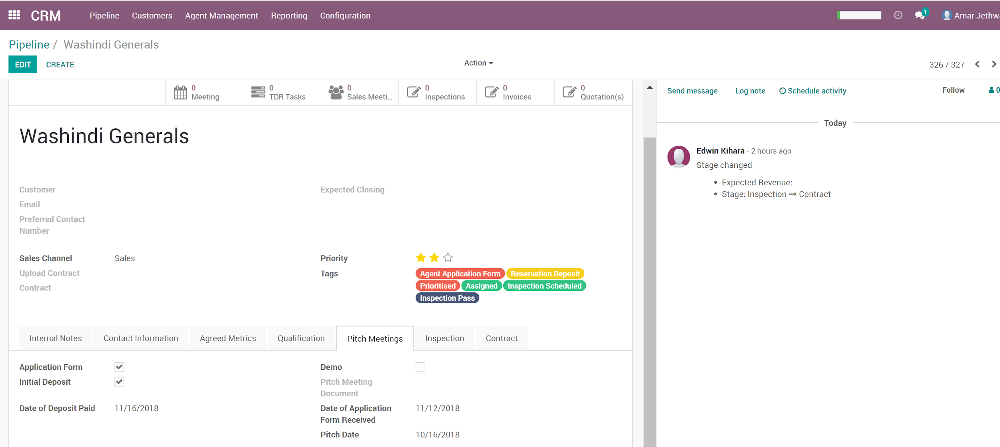 CRM Pipeline Customers Agent Management Reporting Configuration 1 Amar Jethwa
Pipeline / Washindi Generals
EDIT CREATE Action 326 / 327
0 Meeting
0 TDR Tasks
0 Sales Meeti...
0 Inspections
0 Invoices
0 Quotation(s)
Send message Log note Schedule activity Follow 0
Washindi Generals
Customer
Email
Preferred Contact
Number
Expected Closing
Sales Channel Sales
Upload Contract
Contract
Priority
Tags Agent Application Form Reservation Deposit
Prioritised Assigned Inspection Scheduled
Inspection Pass
Internal Notes Contact Information Agreed Metrics Qualification Pitch Meetings Inspection Contract
Application Form
Initial Deposit
Date of Deposit Paid 11/16/2018
Demo
Pitch Meeting
Document
Date of Application
Form Received 11/12/2018
Pitch Date 10/16/2018
Today
Edwin Kihara - 2 hours ago
Stage changed
• Expected Revenue:
• Stage: Inspection → Contract